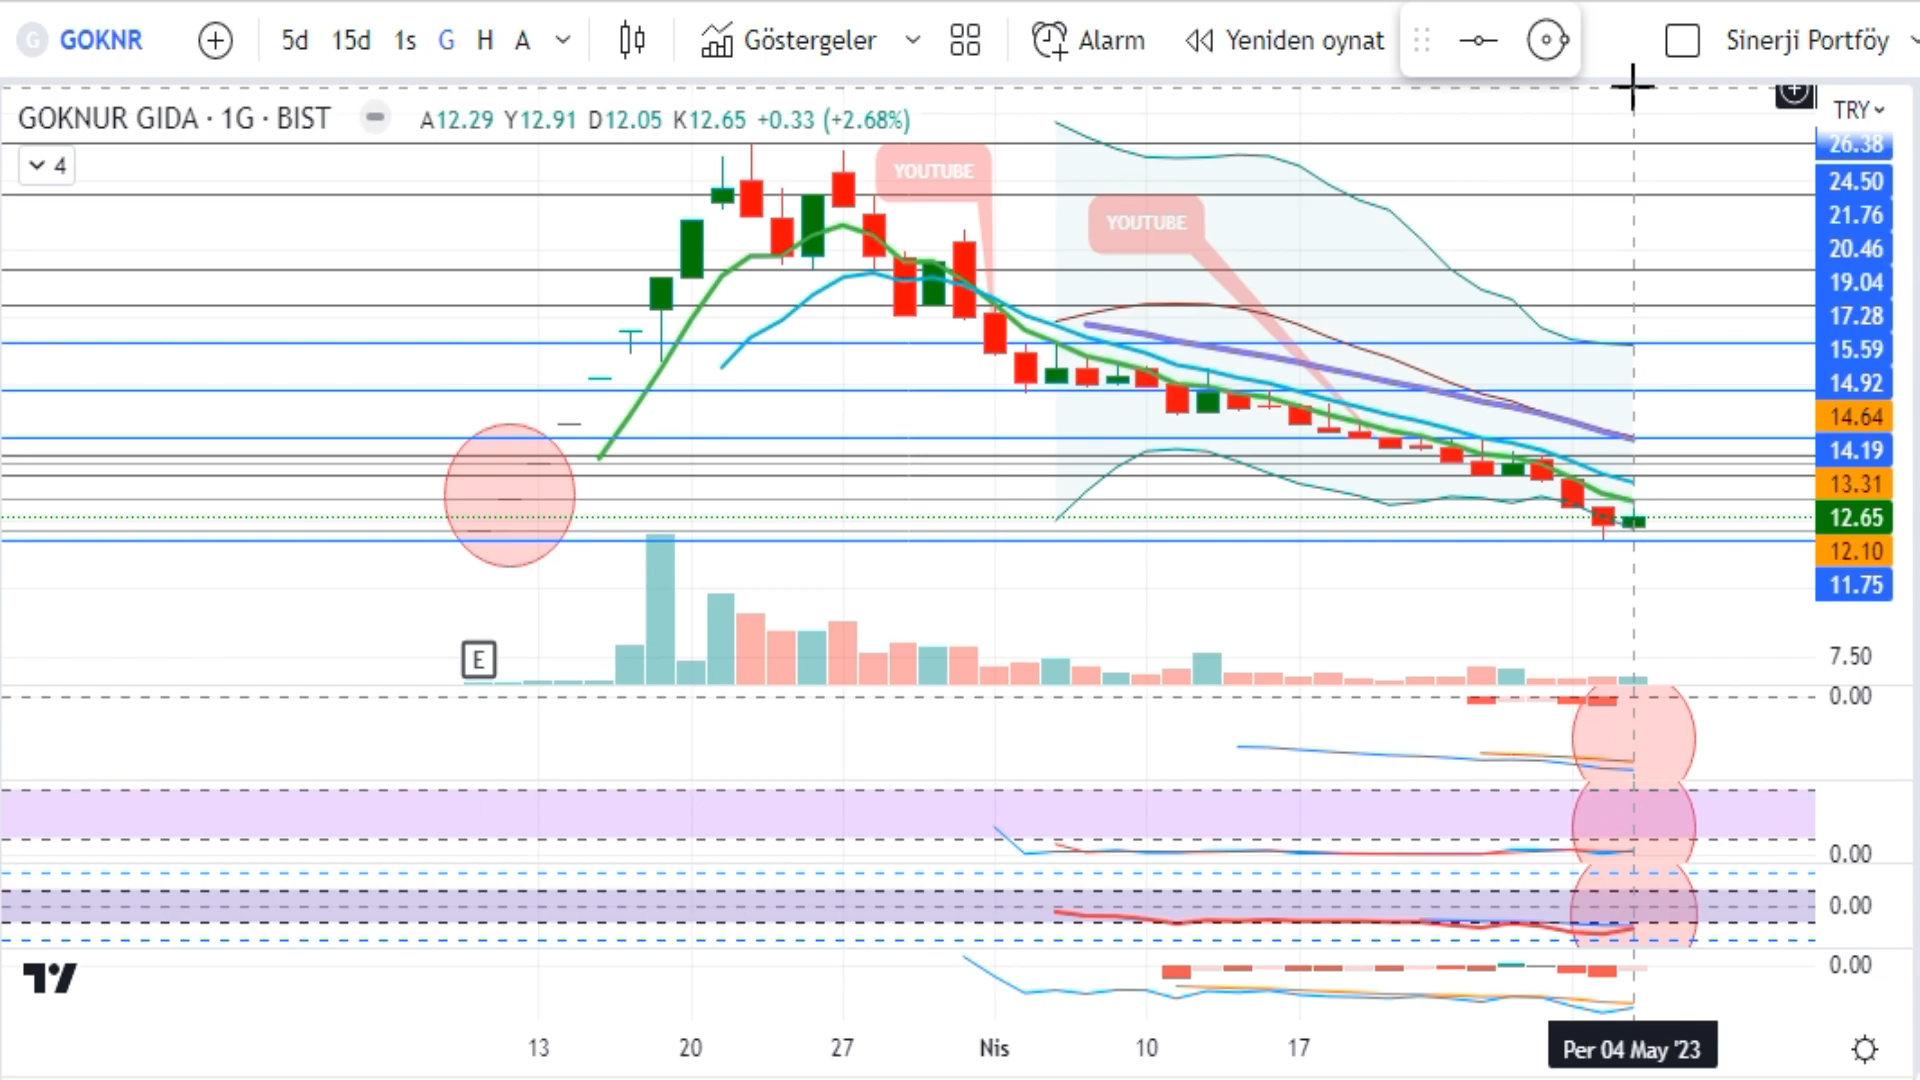 G GOKNR 5d 15d 1s G H A Göstergeler Alarm Yeniden oynat Sinerji Portföy
GOKNUR GIDA · 1G · BIST A12.29 Y12.91 D12.05 K12.65 +0.33 (+2.68%)
TRY
4
YOUTUBE
YOUTUBE
26.38
24.50
21.76
20.46
19.04
17.28
15.59
14.92
14.64
14.19
13.31
12.65
12.10
11.75
E
7.50
0.00
0.00
0.00
0.00
13 20 27 Nis 10 17 Per 04 May '23